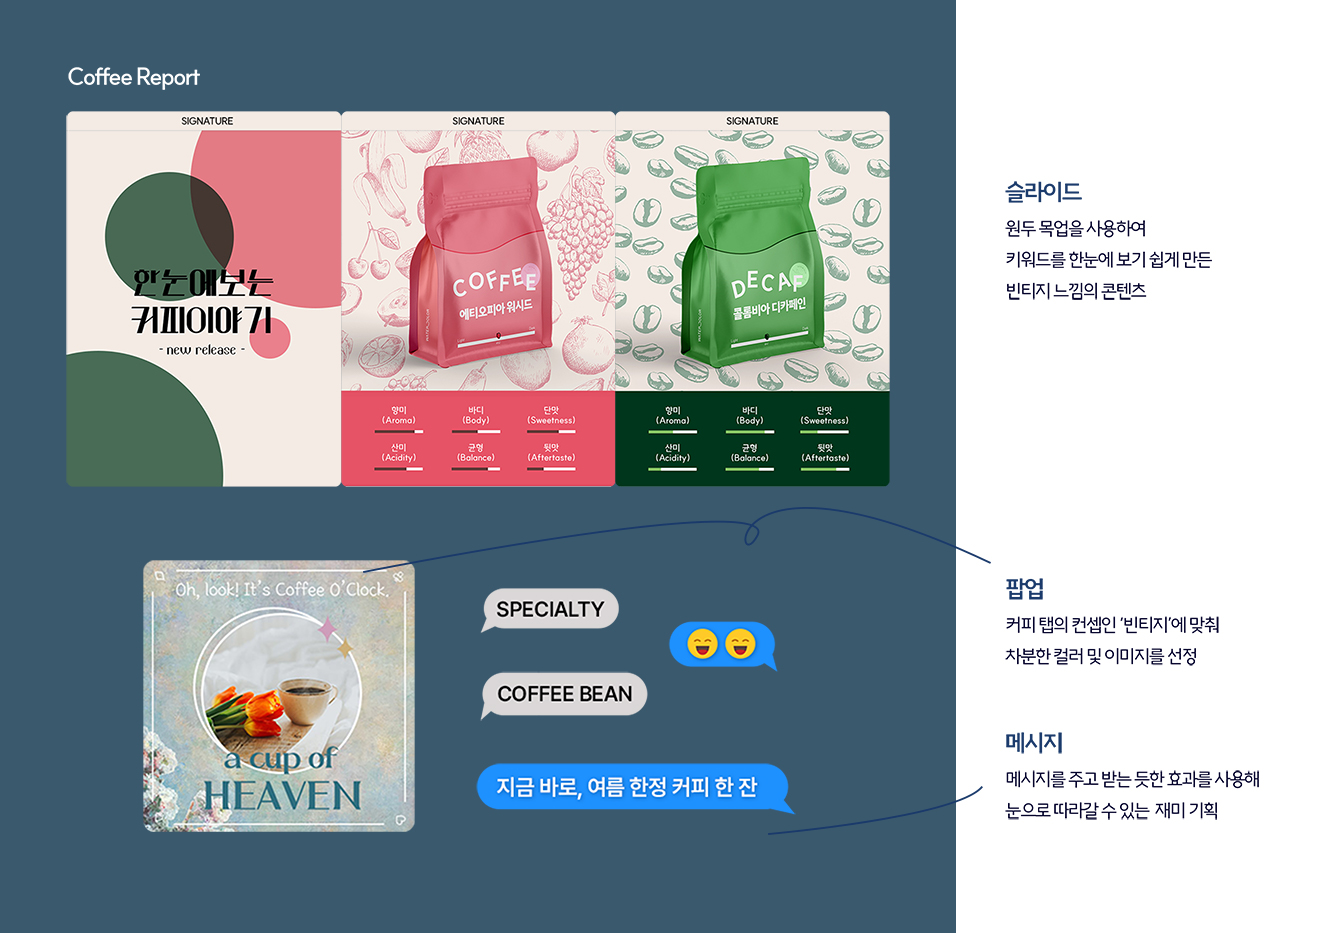 Coffee Report
SIGNATURE
한눈에보는
커피이야기
- new release -
SIGNATURE
COFFEE
에티오피아 워시드
향미
(Aroma)
바디
(Body)
단맛
(Sweetness)
산미
(Acidity)
균형
(Balance)
뒷맛
(Aftertaste)
SIGNATURE
DECAF
콜롬비아 디카페인
향미
(Aroma)
바디
(Body)
단맛
(Sweetness)
산미
(Acidity)
균형
(Balance)
뒷맛
(Aftertaste)
슬라이드
원두 목업을 사용하여
키워드를 한눈에 보기 쉽게 만든
빈티지 느낌의 콘텐츠
Oh, look! It's Coffee O'Clock.
a cup of
HEAVEN
SPECIALTY
COFFEE BEAN
지금 바로, 여름 한정 커피 한 잔
팝업
커피 탭의 컨셉인 '빈티지'에 맞춰
차분한 컬러 및 이미지를 선정
메시지
메시지를 주고 받는 듯한 효과를 사용해
눈으로 따라갈 수 있는 재미 기획